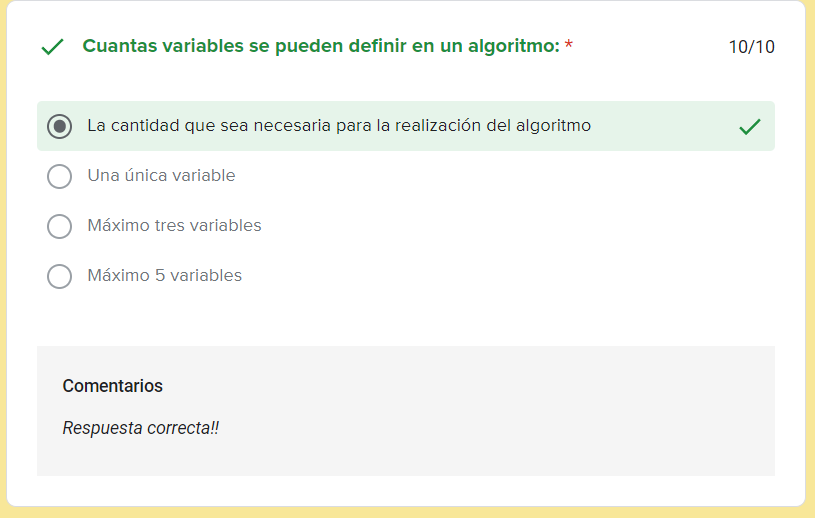 Cuantas variables se pueden definir en un algoritmo: *
10/10
La cantidad que sea necesaria para la realización del algoritmo
Una única variable
Máximo tres variables
Máximo 5 variables
Comentarios
Respuesta correcta!!